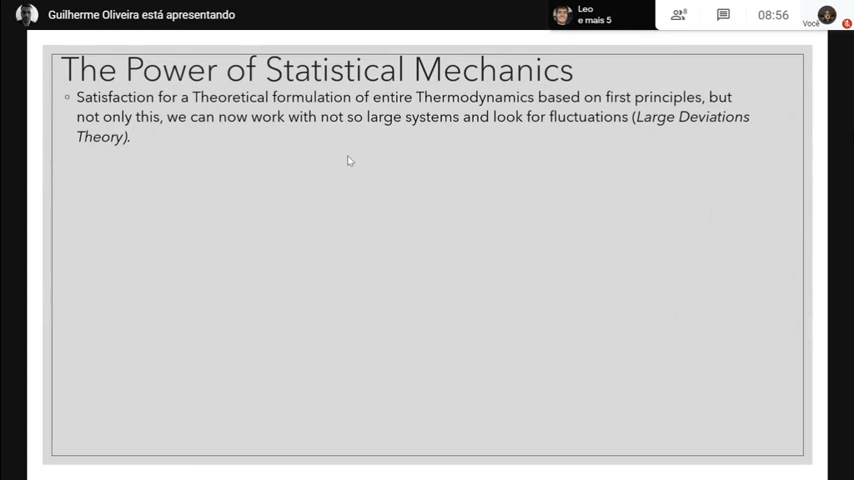 Guilherme Oliveira está apresentando
Leo
e mais 5
8
08:56
Você
The Power of Statistical Mechanics
Satisfaction for a Theoretical formulation of entire Thermodynamics based on first principles, but
not only this, we can now work with not so large systems and look for fluctuations (Large Deviations
Theory).